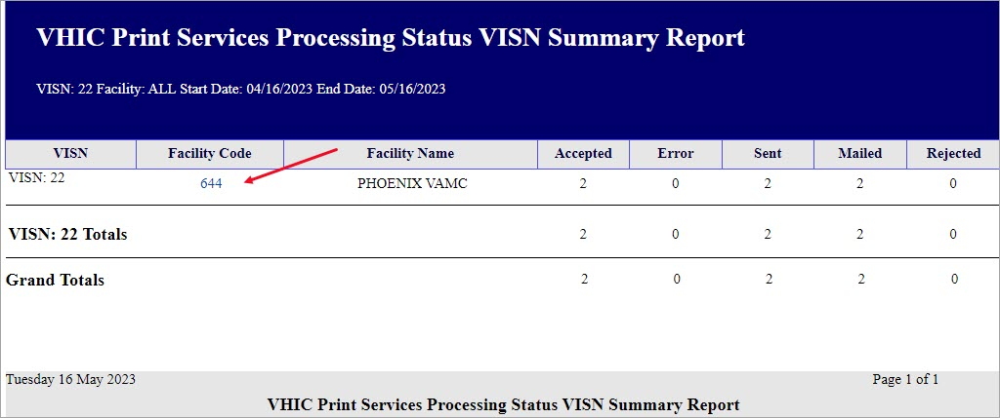 VHIC Print Services Processing Status VISN Summary Report
VISN: 22 Facility: ALL Start Date: 04/16/2023 End Date: 05/16/2023
VISN Facility Code Facility Name Accepted Error Sent Mailed Rejected
VISN: 22 644 PHOENIX VAMC 2 0 2 2 0
VISN: 22 Totals 2 0 2 2 0
Grand Totals 2 0 2 2 0
Tuesday 16 May 2023 Page 1 of 1
VHIC Print Services Processing Status VISN Summary Report